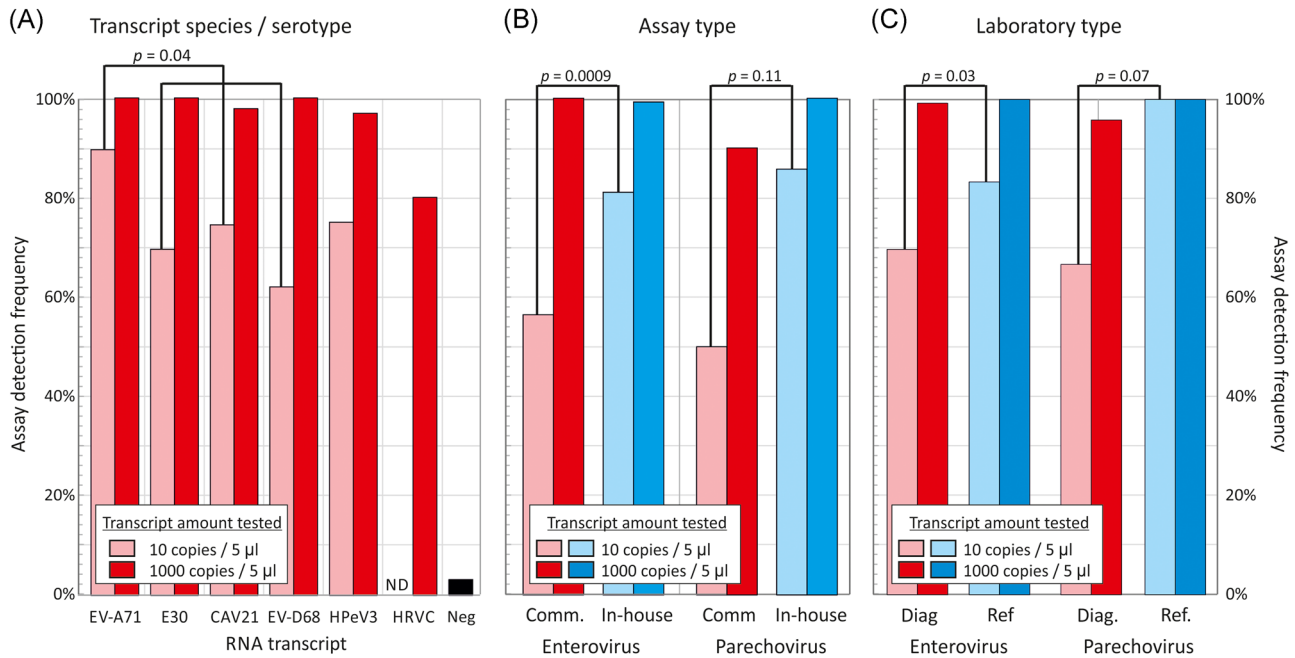 (A)
Transcript species / serotype
p = 0.04
100%
80%
60%
40%
20%
0%
Assay detection frequency
Transcript amount tested
10 copies / 5 µl
1000 copies / 5 µl
ND
EV-A71 E30 CAV21 EV-D68 HPeV3 HRVC Neg
RNA transcript
(B)
Assay type
p = 0.0009 p = 0.11
Transcript amount tested
10 copies / 5 µl
1000 copies / 5 µl
Comm. In-house Comm In-house
Enterovirus Parechovirus
(C)
Laboratory type
p = 0.03 p = 0.07
100%
80%
60%
40%
20%
0%
Assay detection frequency
Transcript amount tested
10 copies / 5 µl
1000 copies / 5 µl
Diag Ref Diag. Ref.
Enterovirus Parechovirus